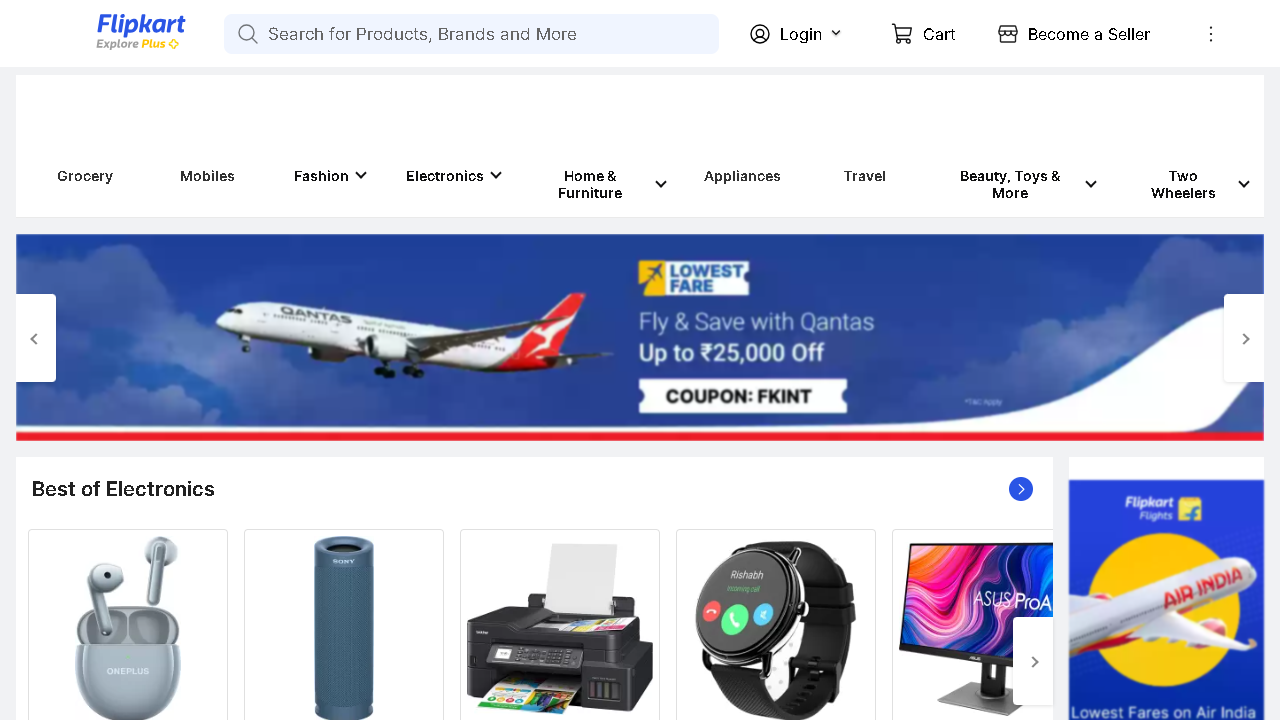 Flipkart
Explore Plus
Search for Products, Brands and More
Login
Cart
Become a Seller
Grocery
Mobiles
Fashion
Electronics
Home &
Furniture
Appliances
Travel
Beauty, Toys &
More
Two
Wheelers
QANTAS
LOWEST
FARE
Fly & Save with Qantas
Up to ₹25,000 Off
COUPON: FKINT
*T&C Apply
Best of Electronics
Flipkart
Flights
AIR INDIA
Lowest Fares on Air India
ONEPLUS
SONY
brother
Rishabh
incoming call
ASUS ProA